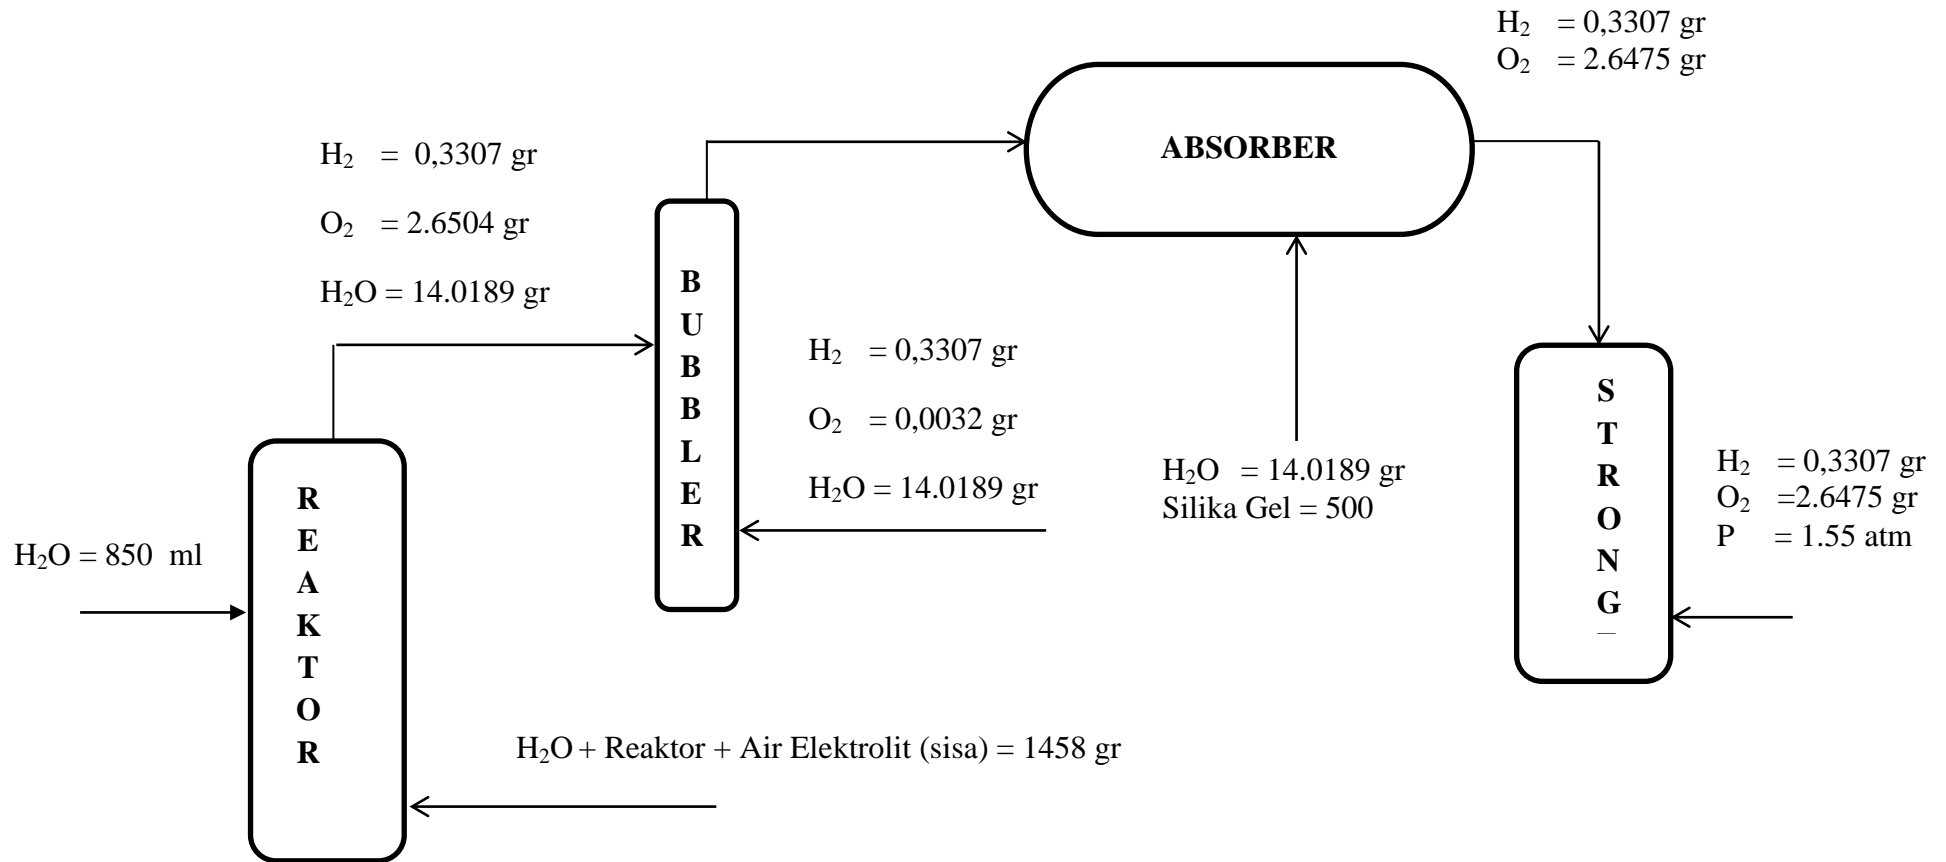 H₂ = 0,3307 gr
O₂ = 2.6475 gr
ABSORBER
H₂ = 0,3307 gr
O₂ = 2.6504 gr
H₂O = 14.0189 gr
B
U
B
B
L
E
R
H₂ = 0,3307 gr
O₂ = 0,0032 gr
H₂O = 14.0189 gr
H₂O = 14.0189 gr
Silika Gel = 500
S
T
R
O
N
G
H₂ = 0,3307 gr
O₂ =2.6475 gr
P = 1.55 atm
R
E
A
K
T
O
R
H₂O = 850 ml
H₂O + Reaktor + Air Elektrolit (sisa) = 1458 gr